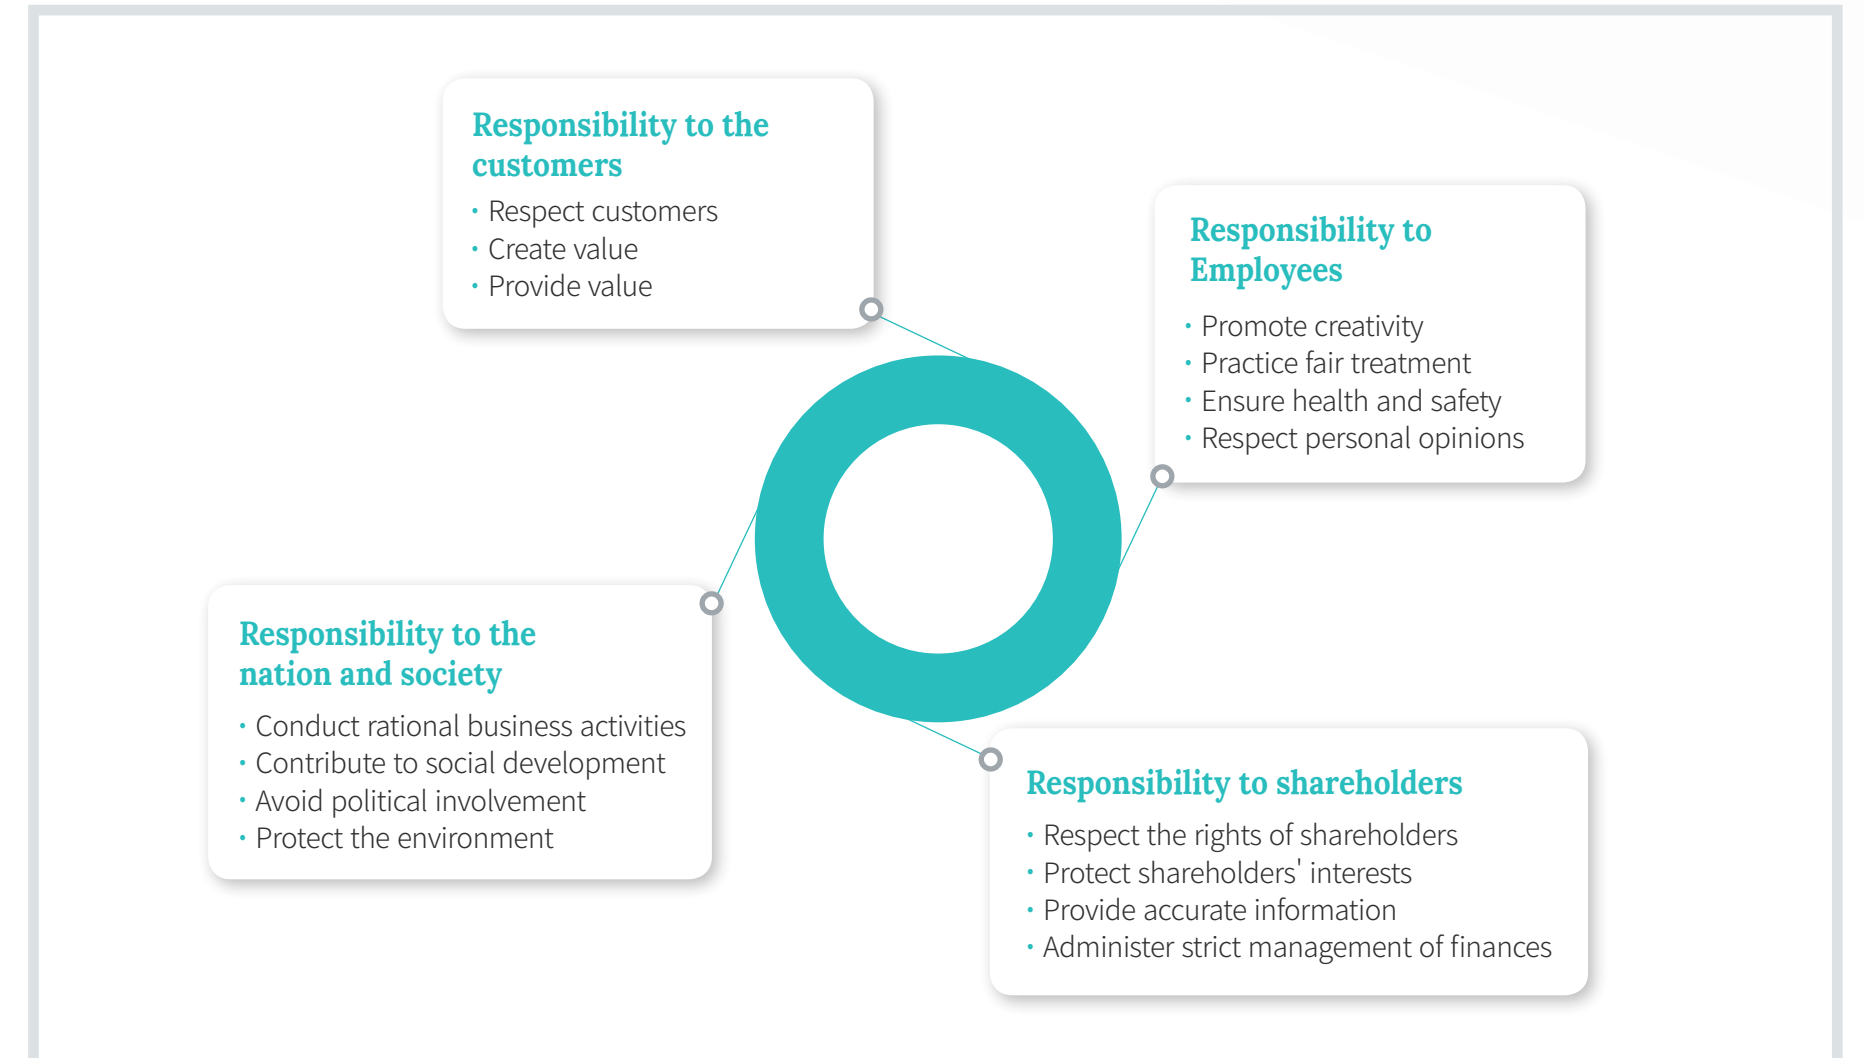 Responsibility to the
customers
• Respect customers
• Create value
• Provide value
Responsibility to
Employees
• Promote creativity
• Practice fair treatment
• Ensure health and safety
• Respect personal opinions
Responsibility to the
nation and society
• Conduct rational business activities
• Contribute to social development
• Avoid political involvement
• Protect the environment
Responsibility to shareholders
• Respect the rights of shareholders
• Protect shareholders' interests
• Provide accurate information
• Administer strict management of finances